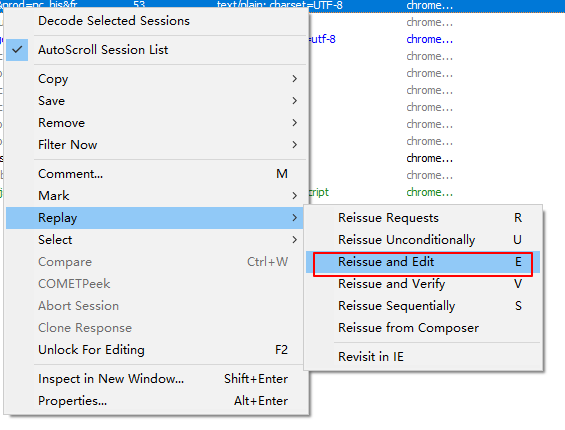 &prod=pc_his&fr 53 text/plain; charset=UTF-8 chrome...
Decode Selected Sessions chrome...
AutoScroll Session List =utf-8 chrome...
chrome...
Copy > chrome...
Save > chrome...
Remove > chrome...
Filter Now > chrome...
chrome...
Comment... M chrome...
Mark > cript chrome...
Replay >
Reissue Requests R
Select >
Reissue Unconditionally U
Compare Ctrl+W
Reissue and Edit E
COMETPeek
Reissue and Verify V
Abort Session
Reissue Sequentially S
Clone Response
Reissue from Composer
Unlock For Editing F2
Revisit in IE
Inspect in New Window... Shift+Enter
Properties... Alt+Enter